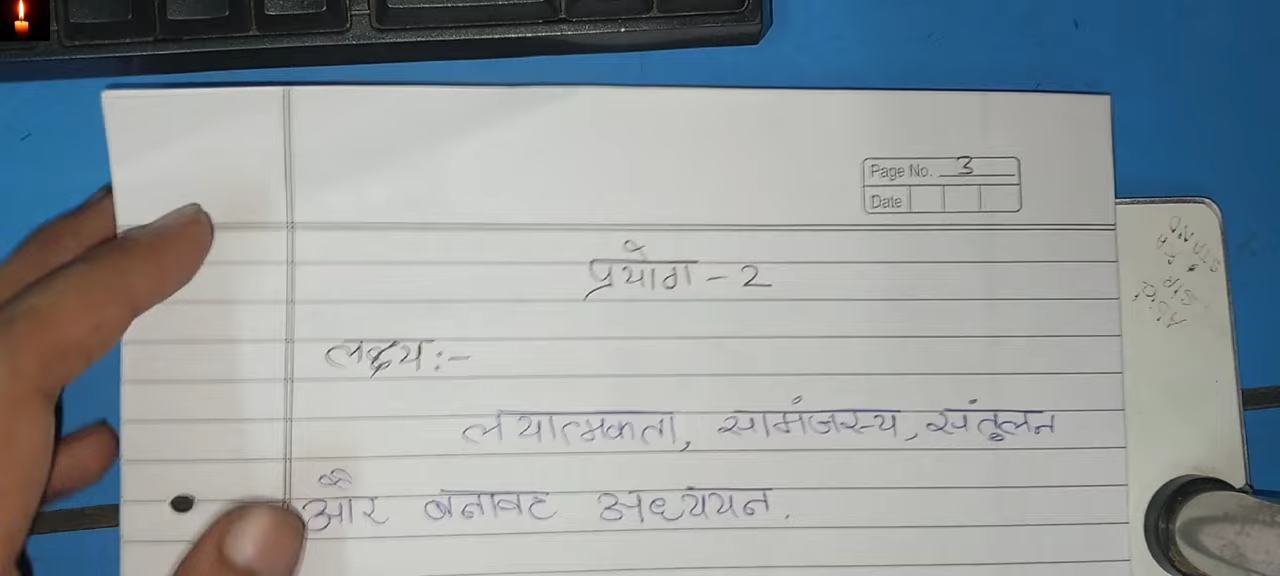 Page No. 3
Date
प्रयोग - 2
लक्ष्य :-
लयात्मकता, सामंजस्य, संतूलन
की
और बनावट अध्ययन.